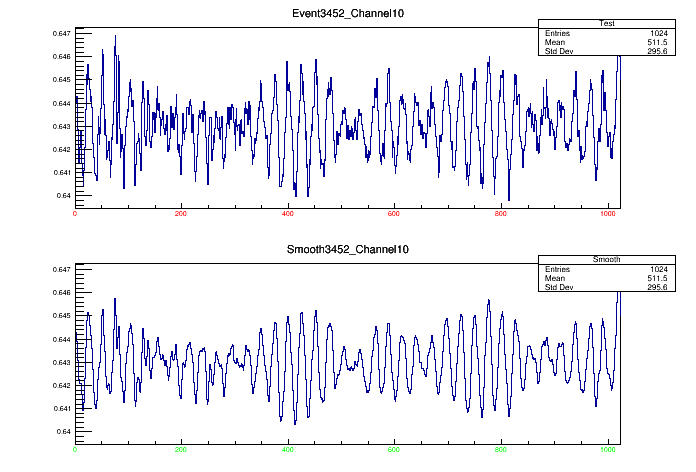 Event3452_Channel10
Test
Entries 1024
Mean 511.5
Std Dev 295.6
0.647
0.646
0.645
0.644
0.643
0.642
0.641
0.64
0 200 400 600 800 1000
Smooth3452_Channel10
Smooth
Entries 1024
Mean 511.5
Std Dev 295.6
0.647
0.646
0.645
0.644
0.643
0.642
0.641
0.64
0 200 400 600 800 1000